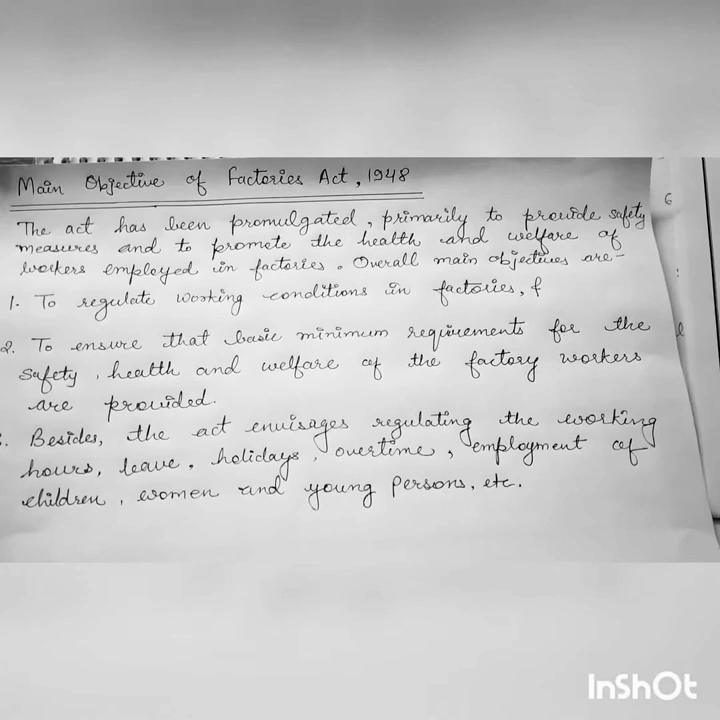 Main Objective of Factories Act, 1948
The act has been promulgated, primarily to provide safety
measures and to promote the health and welfare of
workers employed in factories. Overall main objectives are-
1. To regulate working conditions in factories, &
2. To ensure that basic minimum requirements for the
safety, health and welfare of the factory workers
are provided.
Besides, the act envisages regulating the working
hours, leave, holidays, overtime, employment of
children, women and young persons, etc.
6
InShOt